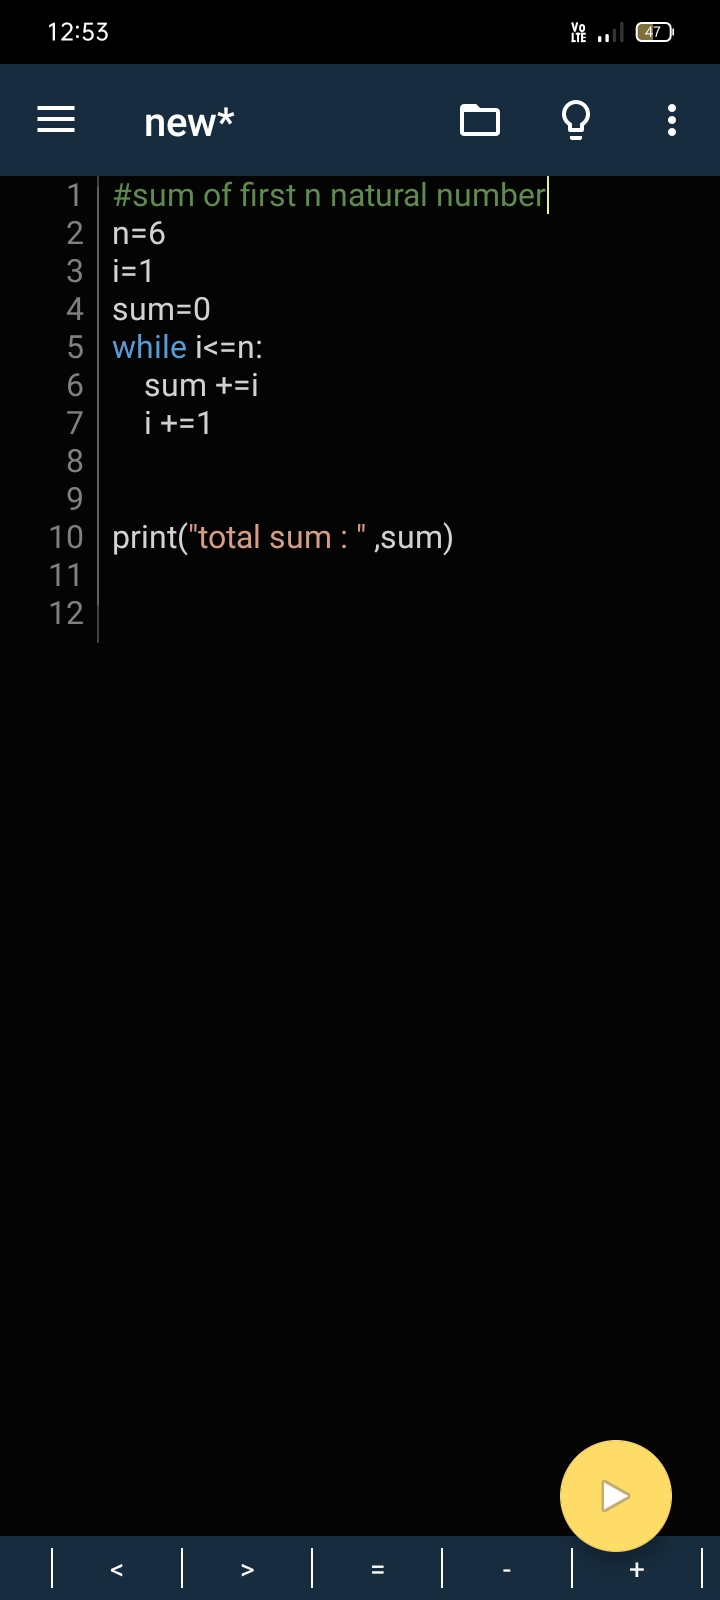 12:53
Vo
LTE
47
new*
1 #sum of first n natural number
2 n=6
3 i=1
4 sum=0
5 while i<=n:
6     sum +=i
7     i +=1
8
9
10 print("total sum : " ,sum)
11
12
< > = - +